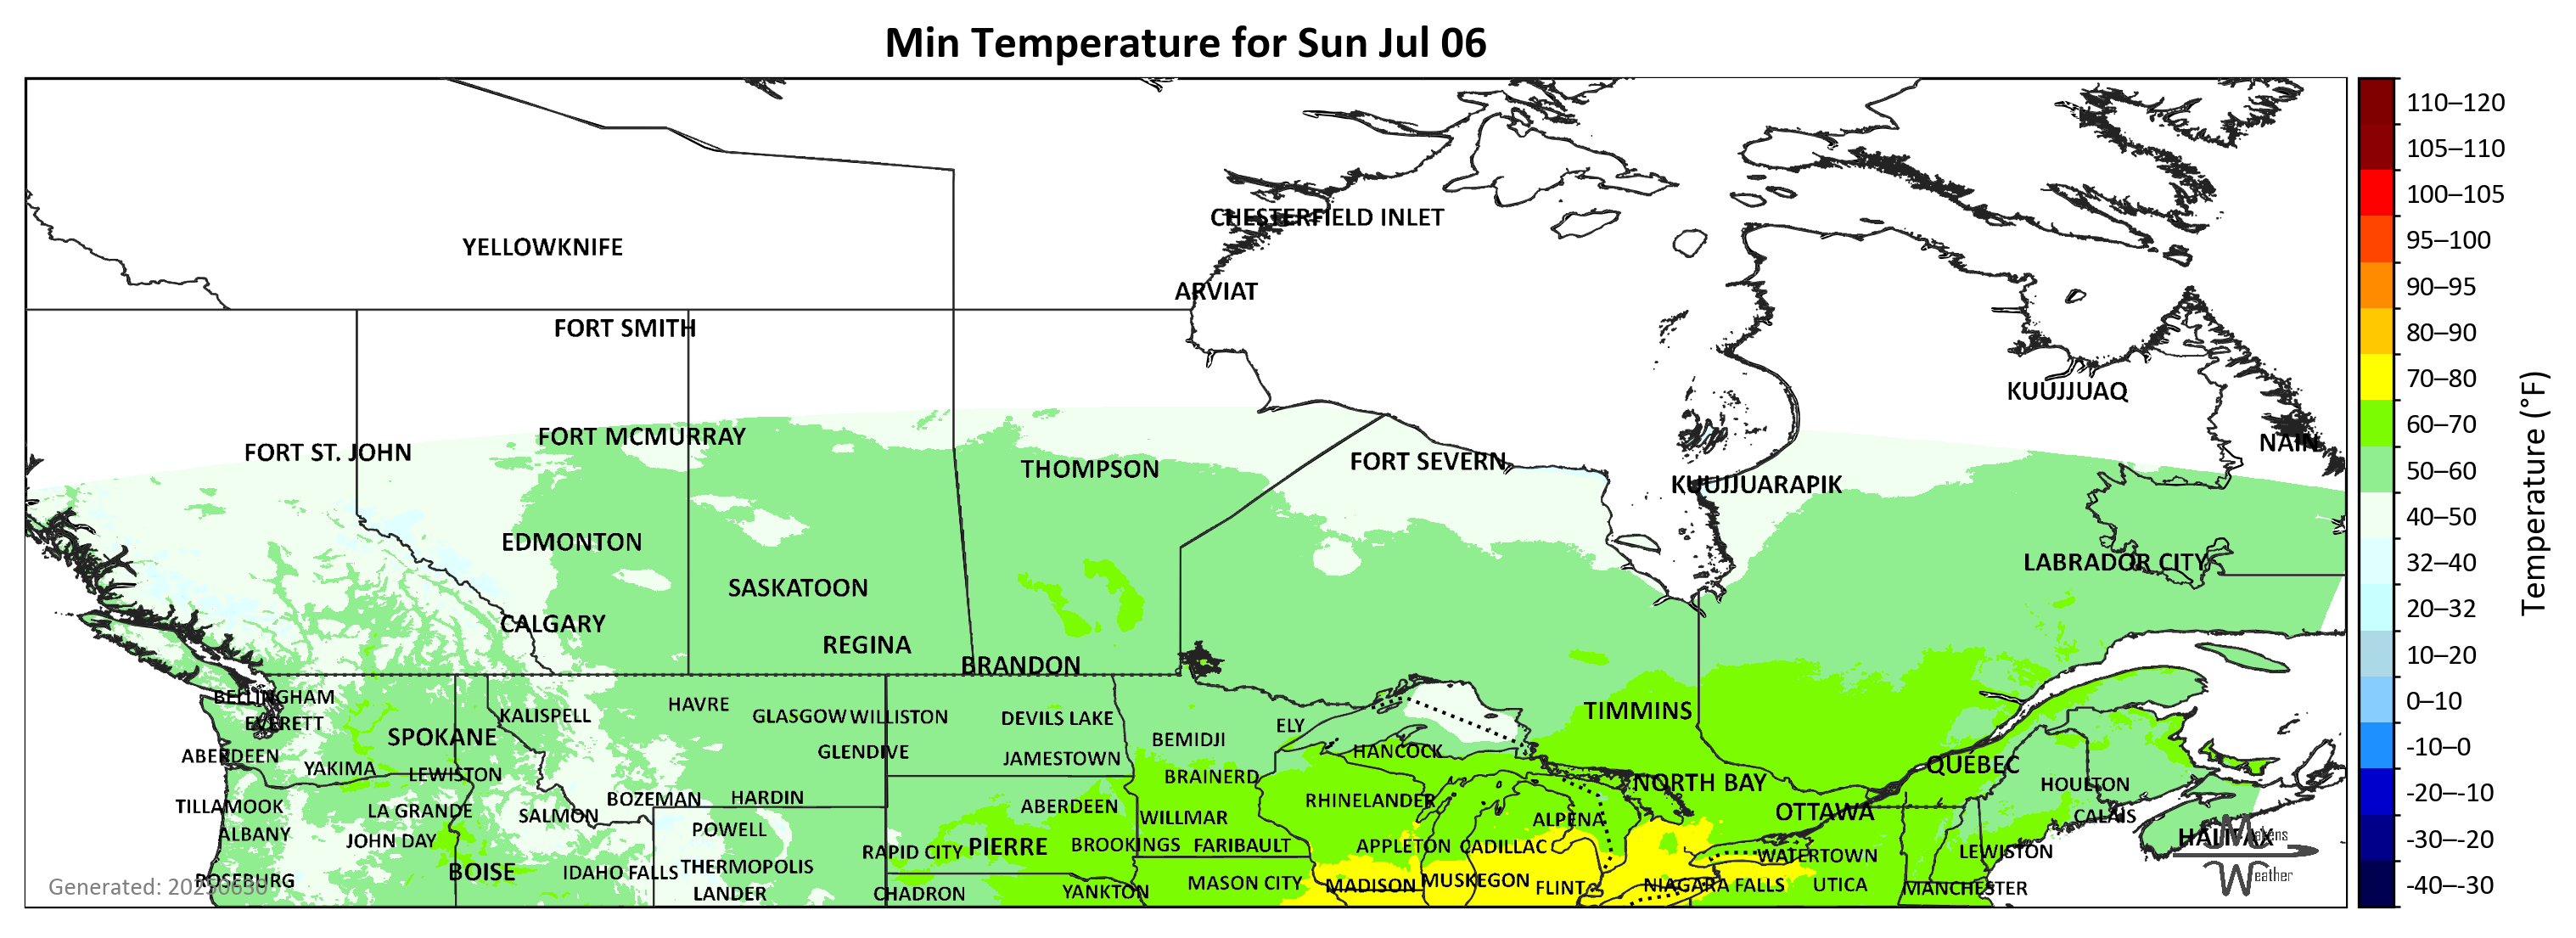 Min Temperature for Sun Jul 06
110–120
105–110
100–105
95–100
90–95
80–90
70–80
60–70
50–60
40–50
32–40
20–32
10–20
0–10
-10–0
-20–-10
-30–-20
-40–-30
Temperature (°F)
CHESTERFIELD INLET
YELLOWKNIFE
ARVIAT
FORT SMITH
KUUJJUAQ
FORT MCMURRAY
NAIN
FORT ST. JOHN
FORT SEVERN
THOMPSON
KUUJJUARAPIK
EDMONTON
LABRADOR CITY
SASKATOON
CALGARY
REGINA
BRANDON
BELLINGHAM
HAVRE
TIMMINS
KALISPELL
GLASGOW WILLISTON
DEVILS LAKE
EVERETT
ELY
SPOKANE
BEMIDJI
GLENDIVE
HANCOCK
ABERDEEN
JAMESTOWN
QUÉBEC
YAKIMA
LEWISTON
BRAINERD
NORTH BAY
HOULTON
BOZEMAN
HARDIN
RHINELANDER
TILLAMOOK
LA GRANDE
ABERDEEN
OTTAWA
SALMON
WILLMAR
CALAIS
ALPENA
POWELL
ALBANY
HALIFAX
Makens
JOHN DAY
PIERRE
BROOKINGS
FARIBAULT
APPLETON
CADILLAC
RAPID CITY
LEWISTON
WATERTOWN
THERMOPOLIS
BOISE
IDAHO FALLS
Weather
ROSEBURG
MUSKEGON
MASON CITY
MADISON
NIAGARA FALLS
UTICA
FLINT
MANCHESTER
LANDER
CHADRON
YANKTON
Generated: 20250630